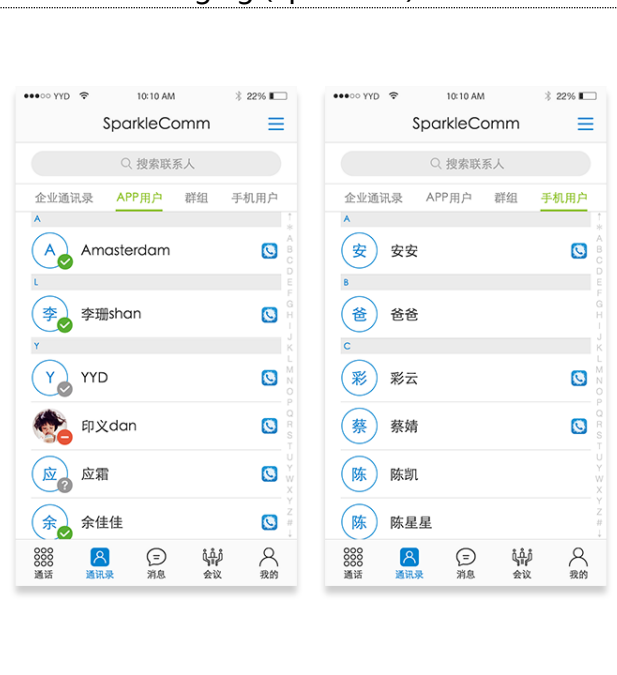 ●●●○○ YYD 10:10 AM 22%
SparkleComm
搜索联系人
企业通讯录 APP用户 群组 手机用户
A
A Amasterdam
L
李 李珊shan
Y
Y YYD
印义dan
应 应霜
?
余 余佳佳
↑
*
A
B
C
D
E
F
G
H
I
J
K
L
M
N
O
P
Q
R
S
T
U
Y
W
X
Y
Z
#
↓
通话 通讯录 消息 会议 我的
●●●○○ YYD 10:10 AM 22%
SparkleComm
搜索联系人
企业通讯录 APP用户 群组 手机用户
A
安 安安
B
爸 爸爸
C
彩 彩云
蔡 蔡婧
陈 陈凯
陈 陈星星
↑
*
A
B
C
D
E
F
G
H
I
J
K
L
M
N
O
P
Q
R
S
T
U
Y
W
X
Y
Z
#
↓
通话 通讯录 消息 会议 我的